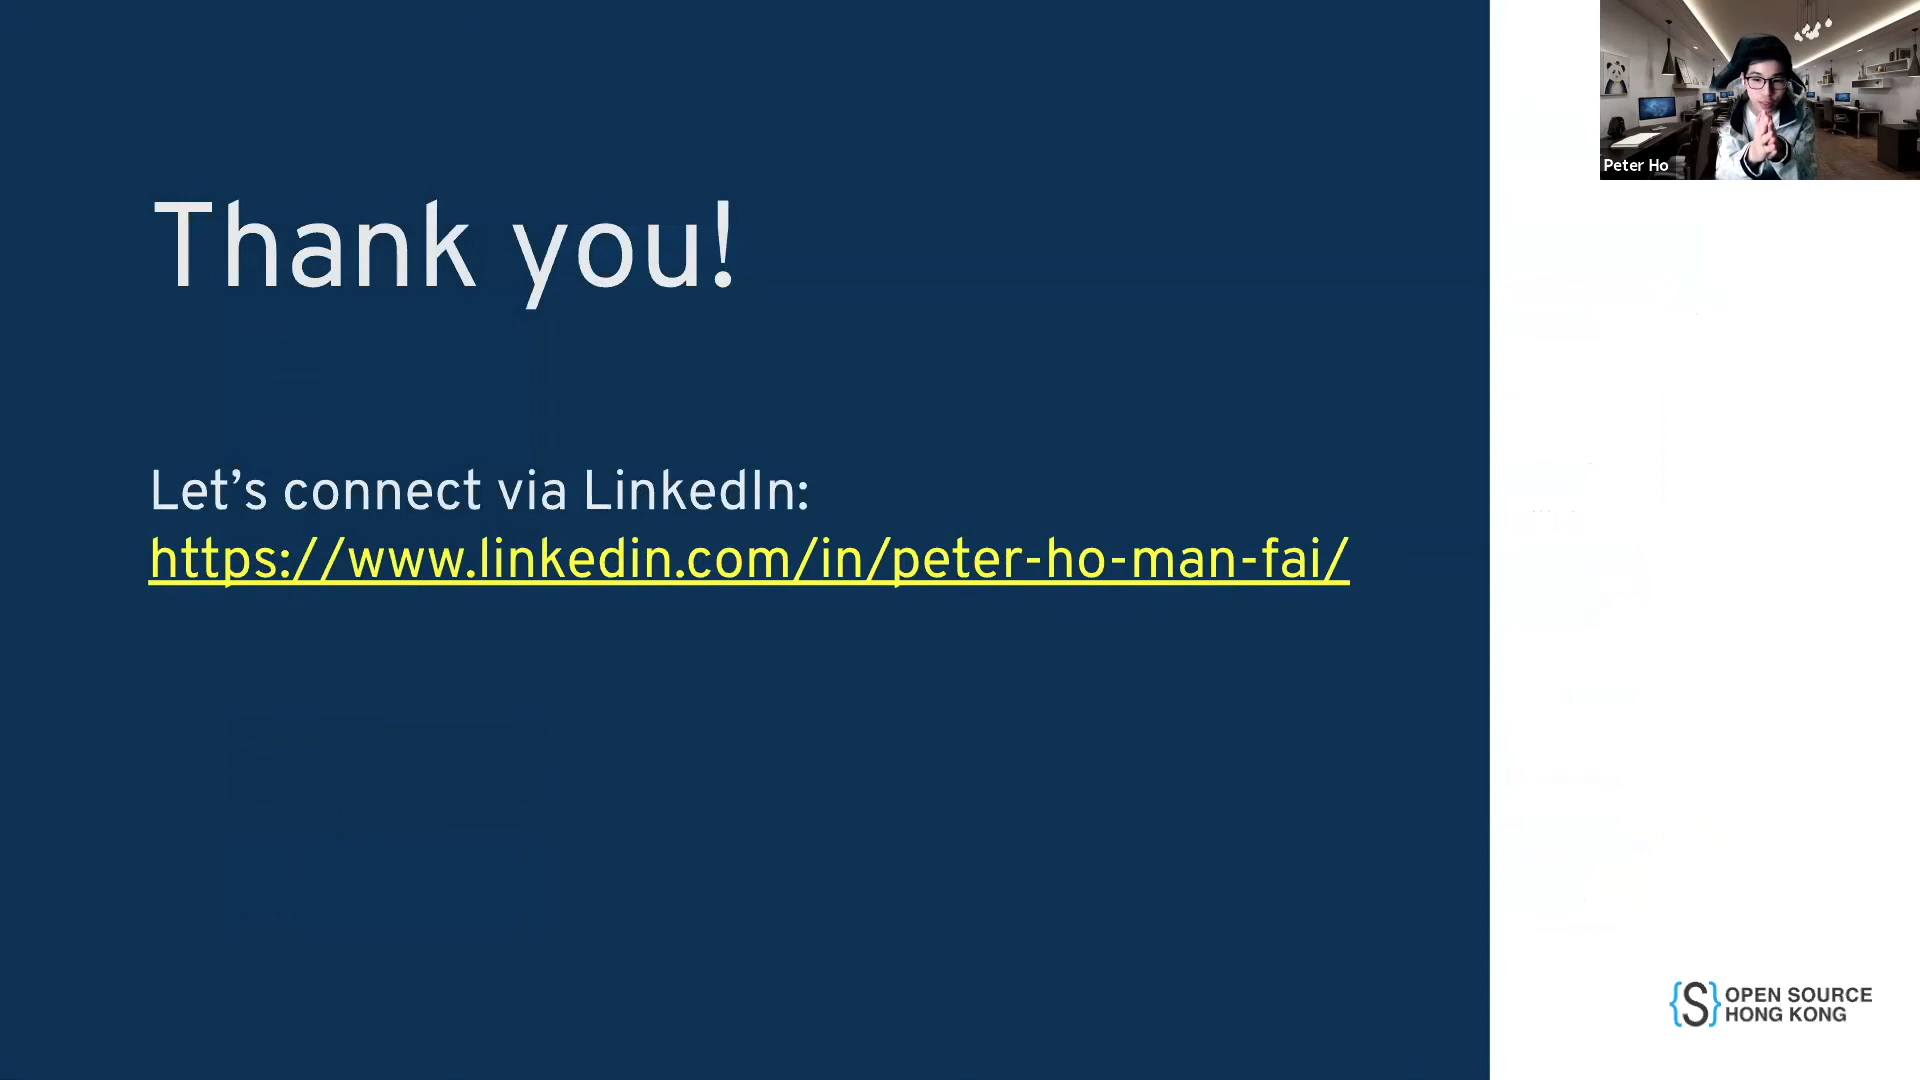 Thank you!
Let’s connect via LinkedIn:
https://www.linkedin.com/in/peter-ho-man-fai/
Peter Ho
{S} OPEN SOURCE
HONG KONG